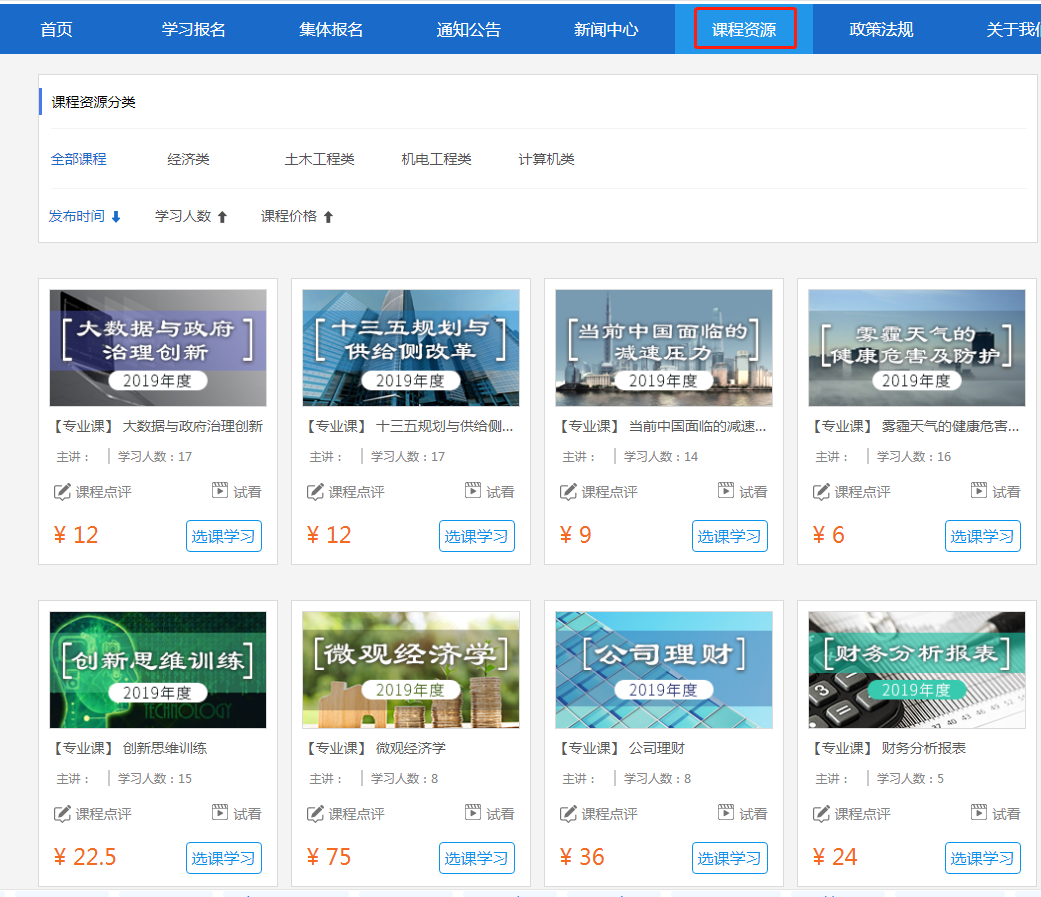 首页 学习报名 集体报名 通知公告 新闻中心 课程资源 政策法规 关于我
课程资源分类
全部课程 经济类 土木工程类 机电工程类 计算机类
发布时间 学习人数 课程价格
[大数据与政府
治理创新]
2019年度
【专业课】 大数据与政府治理创新
主讲： 学习人数：17
课程点评 试看
¥ 12 选课学习
[十三五规划与
供给侧改革]
2019年度
【专业课】 十三五规划与供给侧...
主讲： 学习人数：17
课程点评 试看
¥ 12 选课学习
[当前中国面临的
减速压力]
2019年度
【专业课】 当前中国面临的减速...
主讲： 学习人数：14
课程点评 试看
¥ 9 选课学习
[雾霾天气的
健康危害及防护]
2019年度
【专业课】 雾霾天气的健康危害...
主讲： 学习人数：16
课程点评 试看
¥ 6 选课学习
[创新思维训练]
2019年度
TECHNOLOGY
【专业课】 创新思维训练
主讲： 学习人数：15
课程点评 试看
¥ 22.5 选课学习
[微观经济学]
2019年度
【专业课】 微观经济学
主讲： 学习人数：8
课程点评 试看
¥ 75 选课学习
[公司理财]
2019年度
【专业课】 公司理财
主讲： 学习人数：8
课程点评 试看
¥ 36 选课学习
[财务分析报表]
2019年度
【专业课】 财务分析报表
主讲： 学习人数：5
课程点评 试看
¥ 24 选课学习